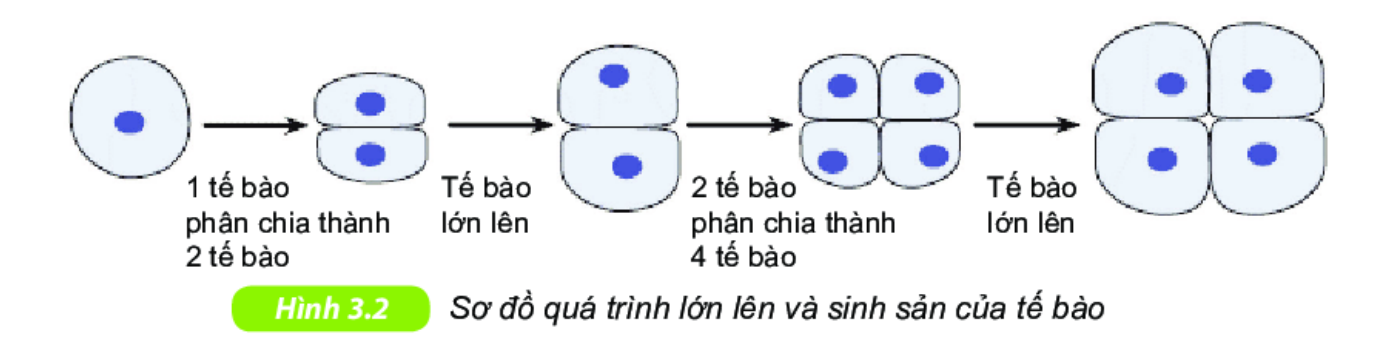 1 tế bào
phân chia thành
2 tế bào
Tế bào
lớn lên
2 tế bào
phân chia thành
4 tế bào
Tế bào
lớn lên
Hình 3.2 Sơ đồ quá trình lớn lên và sinh sản của tế bào